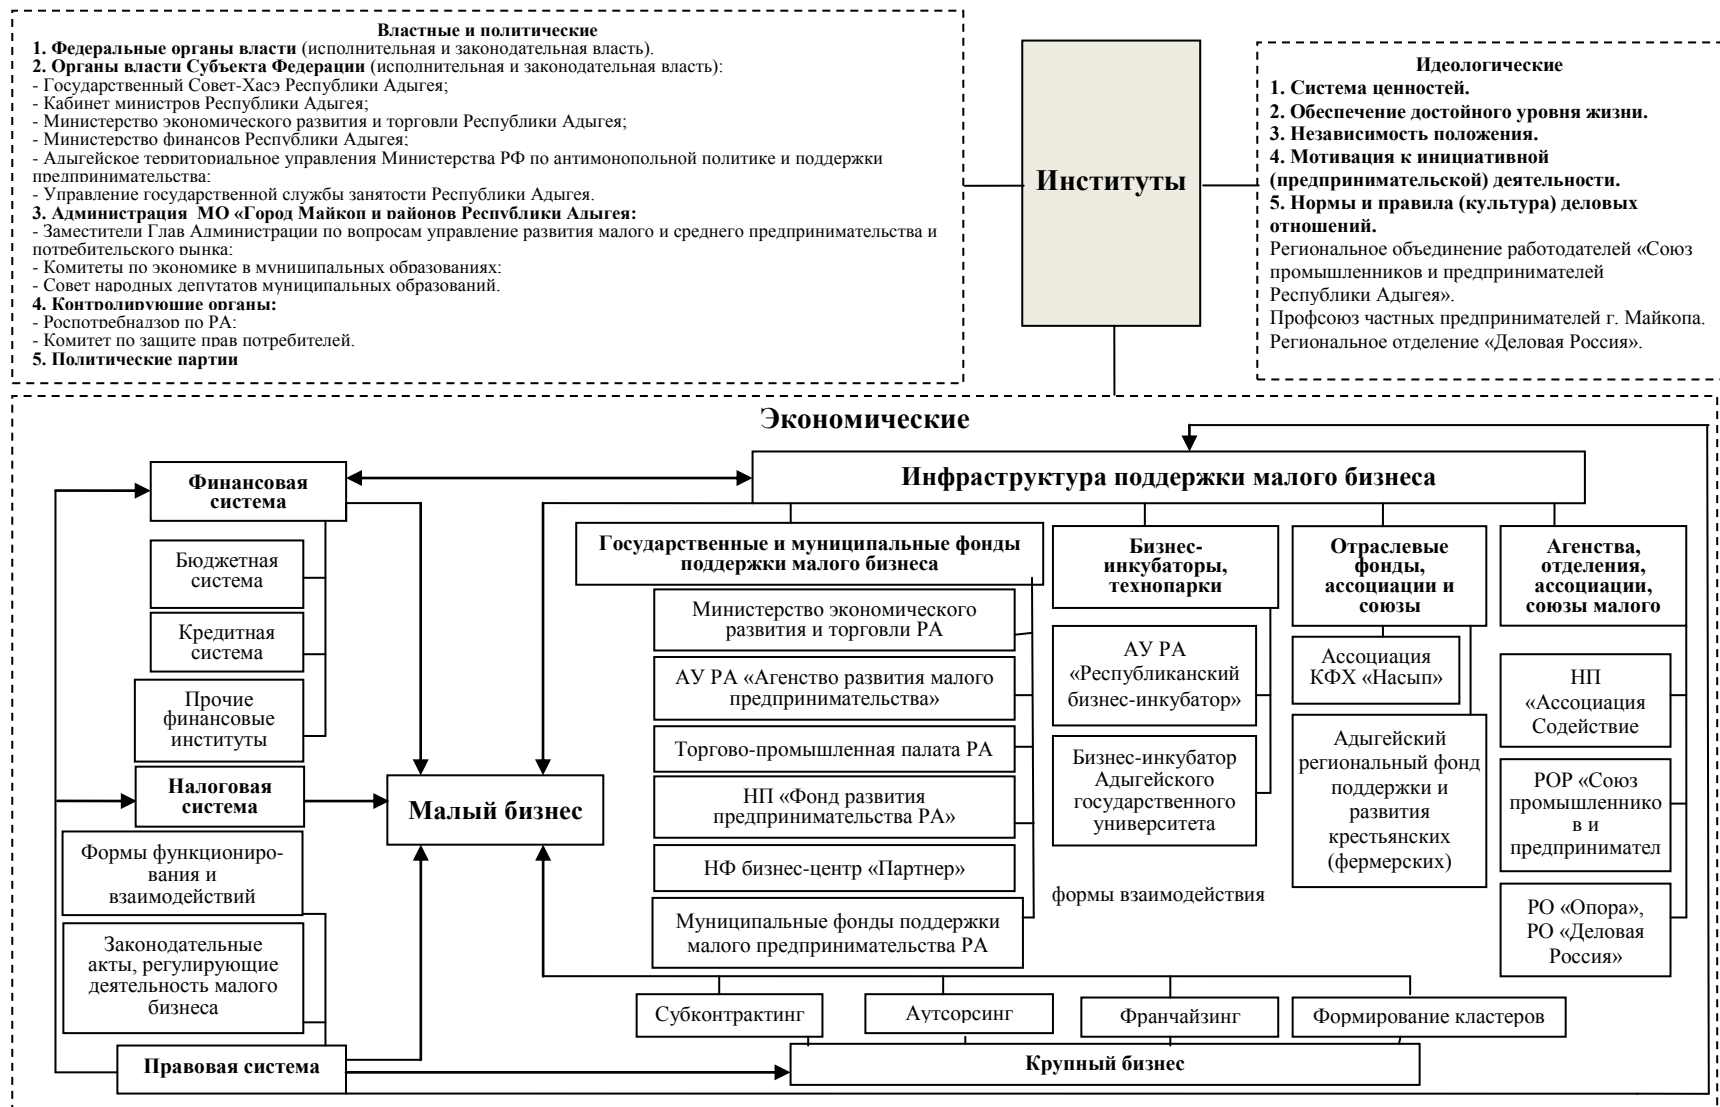 Властные и политические
1. Федеральные органы власти (исполнительная и законодательная власть).
2. Органы власти Субъекта Федерации (исполнительная и законодательная власть):
- Государственный Совет-Хасэ Республики Адыгея;
- Кабинет министров Республики Адыгея;
- Министерство экономического развития и торговли Республики Адыгея;
- Министерство финансов Республики Адыгея;
- Адыгейское территориальное управления Министерства РФ по антимонопольной политике и поддержки
предпринимательства;
- Управление государственной службы занятости Республики Адыгея.
3. Администрация МО «Город Майкоп и районов Республики Адыгея:
- Заместители Глав Администрации по вопросам управление развития малого и среднего предпринимательства и
потребительского рынка;
- Комитеты по экономике в муниципальных образованиях;
- Совет народных депутатов муниципальных образований.
4. Контролирующие органы:
- Роспотребнадзор по РА;
- Комитет по защите прав потребителей.
5. Политические партии
Институты
Идеологические
1. Система ценностей.
2. Обеспечение достойного уровня жизни.
3. Независимость положения.
4. Мотивация к инициативной
(предпринимательской) деятельности.
5. Нормы и правила (культура) деловых
отношений.
Региональное объединение работодателей «Союз
промышленников и предпринимателей
Республики Адыгея».
Профсоюз частных предпринимателей г. Майкопа.
Региональное отделение «Деловая Россия».
Экономические
Финансовая
система
Бюджетная
система
Кредитная
система
Прочие
финансовые
институты
Налоговая
система
Формы функциониро-
вания и
взаимодействий
Законодательные
акты, регулирующие
деятельность малого
бизнеса
Правовая система
Малый бизнес
Инфраструктура поддержки малого бизнеса
Государственные и муниципальные фонды
поддержки малого бизнеса
Министерство экономического
развития и торговли РА
АУ РА «Агенство развития малого
предпринимательства»
Торгово-промышленная палата РА
НП «Фонд развития
предпринимательства РА»
НФ бизнес-центр «Партнер»
Муниципальные фонды поддержки
малого предпринимательства РА
Бизнес-
инкубаторы,
технопарки
АУ РА
«Республиканский
бизнес-инкубатор»
Бизнес-инкубатор
Адыгейского
государственного
университета
формы взаимодействия
Отраслевые
фонды,
ассоциации и
союзы
Ассоциация
КФХ «Насып»
Адыгейский
региональный фонд
поддержки и
развития
крестьянских
(фермерских)
Агенства,
отделения,
ассоциации,
союзы малого
НП
«Ассоциация
Содействие
РОР «Союз
промышленнико
в и
предпринимател
РО «Опора»,
РО «Деловая
Россия»
Субконтрактинг
Аутсорсинг
Франчайзинг
Формирование кластеров
Крупный бизнес